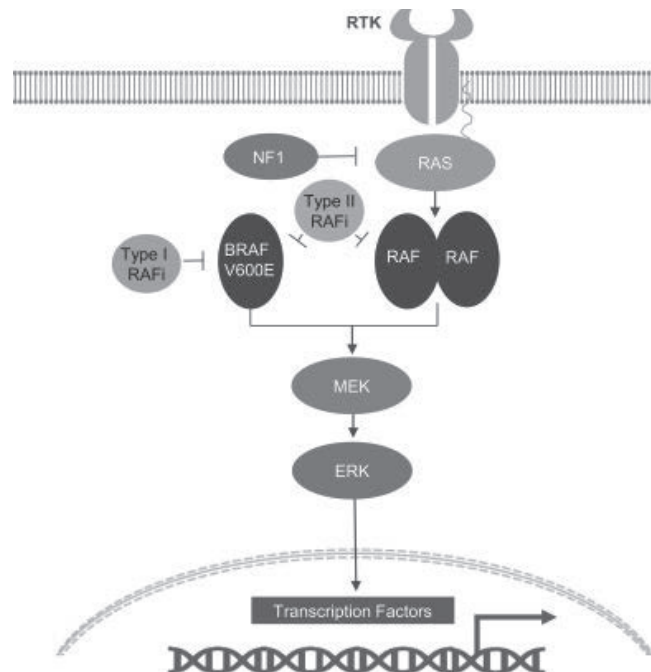 RTK
NF1
RAS
Type II
RAFi
Type I
RAFi
BRAF
V600E
RAF
RAF
MEK
ERK
Transcription Factors